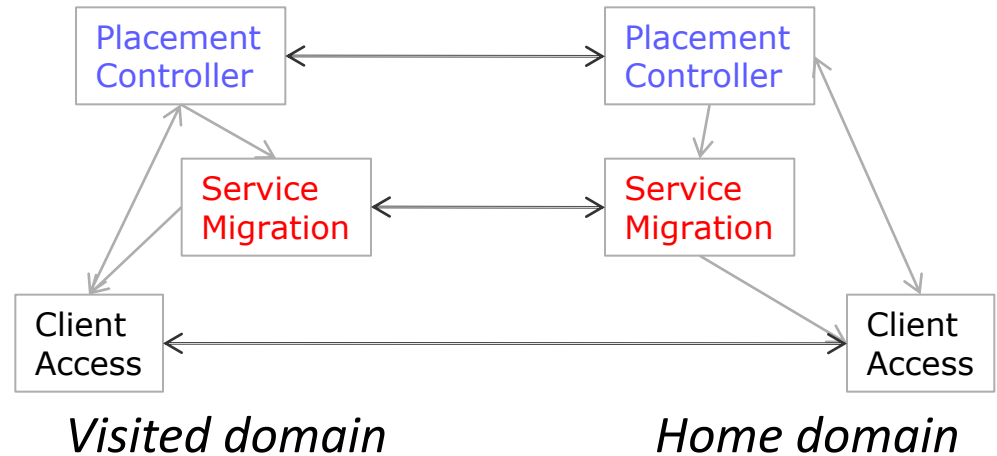 Placement
Controller
Placement
Controller
Service
Migration
Service
Migration
Client
Access
Client
Access
Visited domain
Home domain